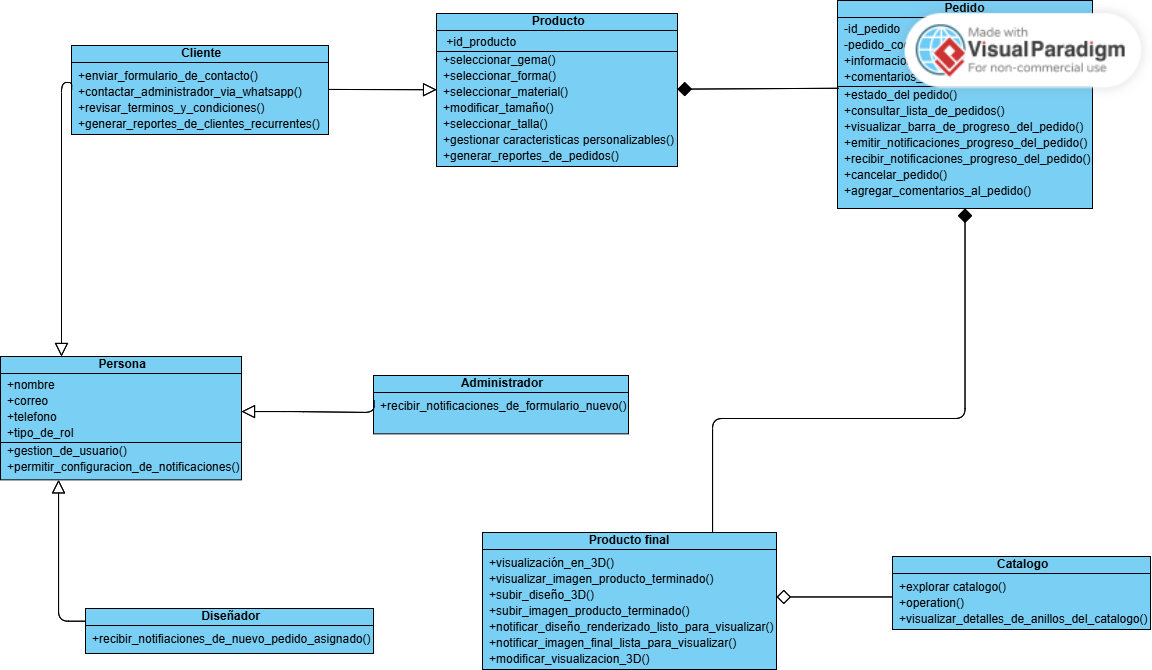 Cliente
+enviar_formulario_de_contacto()
+contactar_administrador_via_whatsapp()
+revisar_terminos_y_condiciones()
+generar_reportes_de_clientes_recurrentes()
Producto
+id_producto
+seleccionar_gema()
+seleccionar_forma()
+seleccionar_material()
+modificar_tamaño()
+seleccionar_talla()
+gestionar caracteristicas personalizables()
+generar_reportes_de_pedidos()
Pedido
-id_pedido
+estado_del pedido()
+consultar_lista_de_pedidos()
+visualizar_barra_de_progreso_del_pedido()
+emitir_notificaciones_progreso_del_pedido()
+recibir_notificaciones_progreso_del_pedido()
+cancelar_pedido()
+agregar_comentarios_al_pedido()
Made with
Visual Paradigm
For non-commercial use
Persona
+nombre
+correo
+telefono
+tipo_de_rol
+gestion_de_usuario()
+permitir_configuracion_de_notificaciones()
Administrador
+recibir_notificaciones_de_formulario_nuevo()
Diseñador
+recibir_notifiaciones_de_nuevo_pedido_asignado()
Producto final
+visualización_en_3D()
+visualizar_imagen_producto_terminado()
+subir_diseño_3D()
+subir_imagen_producto_terminado()
+notificar_diseño_renderizado_listo_para_visualizar()
+notificar_imagen_final_lista_para_visualizar()
+modificar_visualizacion_3D()
Catalogo
+explorar catalogo()
+operation()
+visualizar_detalles_de_anillos_del_catalogo()